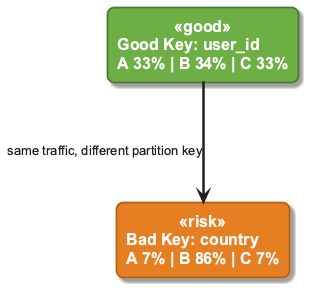 «good»
Good Key: user_id
A 33% | B 34% | C 33%
same traffic, different partition key
«risk»
Bad Key: country
A 7% | B 86% | C 7%